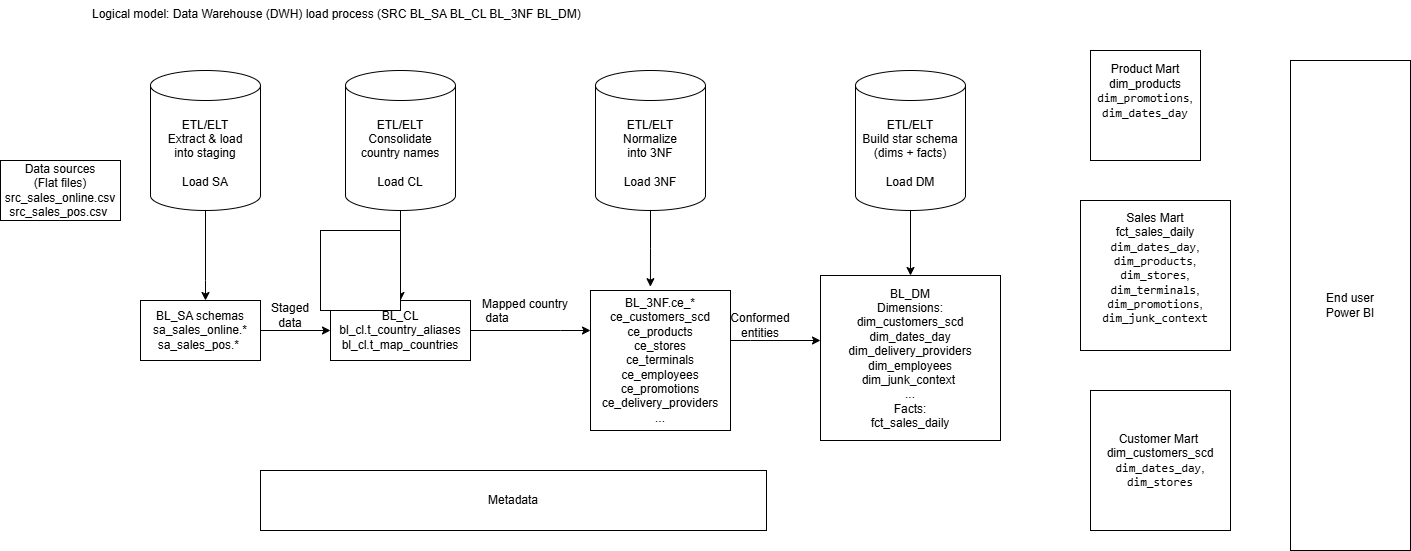 Logical model: Data Warehouse (DWH) load process (SRC BL_SA BL_CL BL_3NF BL_DM)
Data sources
(Flat files)
src_sales_online.csv
src_sales_pos.csv
ETL/ELT
Extract & load
into staging
Load SA
ETL/ELT
Consolidate
country names
Load CL
ETL/ELT
Normalize
into 3NF
Load 3NF
ETL/ELT
Build star schema
(dims + facts)
Load DM
BL_SA schemas
sa_sales_online.*
sa_sales_pos.*
Staged
data
BL_CL
bl_cl.t_country_aliases
bl_cl.t_map_countries
Mapped country
data
BL_3NF.ce_*
ce_customers_scd
ce_products
ce_stores
ce_terminals
ce_employees
ce_promotions
ce_delivery_providers
...
Conformed
entities
BL_DM
Dimensions:
dim_customers_scd
dim_dates_day
dim_delivery_providers
dim_employees
dim_junk_context
...
Facts:
fct_sales_daily
Product Mart
dim_products
dim_promotions,
dim_dates_day
Sales Mart
fct_sales_daily
dim_dates_day,
dim_products,
dim_stores,
dim_terminals,
dim_promotions,
dim_junk_context
Customer Mart
dim_customers_scd
dim_dates_day,
dim_stores
End user
Power BI
Metadata